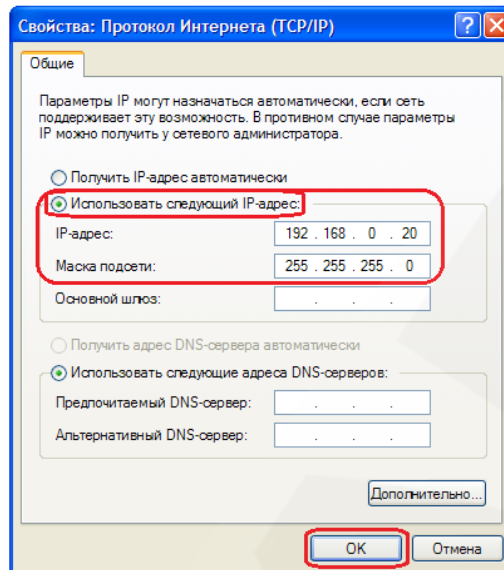 Свойства: Протокол Интернета (TCP/IP)
Общие
Параметры IP могут назначаться автоматически, если сеть
поддерживает эту возможность. В противном случае параметры
IP можно получить у сетевого администратора.
Получить IP-адрес автоматически
Использовать следующий IP-адрес:
IP-адрес: 192 . 168 . 0 . 20
Маска подсети: 255 . 255 . 255 . 0
Основной шлюз: . . .
Получить адрес DNS-сервера автоматически
Использовать следующие адреса DNS-серверов:
Предпочитаемый DNS-сервер: . . .
Альтернативный DNS-сервер: . . .
Дополнительно...
OK Отмена